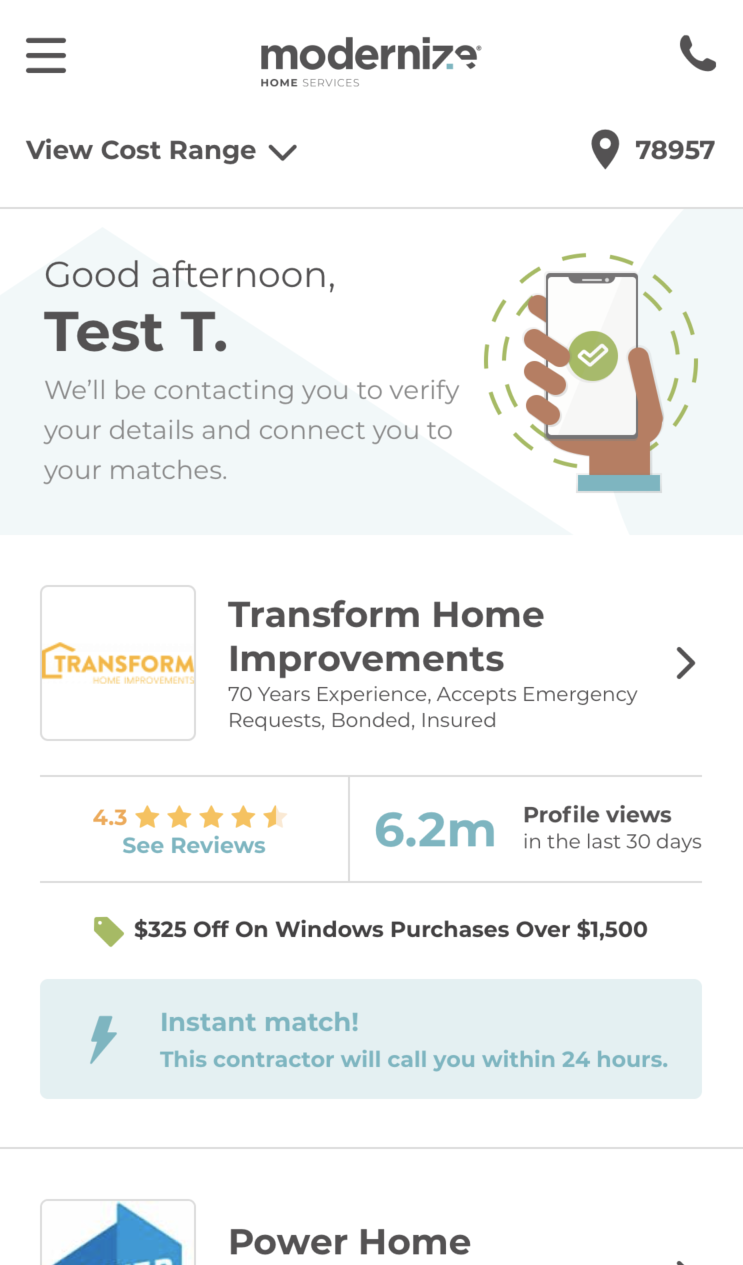 modernize®
HOME SERVICES
View Cost Range
78957
Good afternoon,
Test T.
We’ll be contacting you to verify
your details and connect you to
your matches.
TRANSFORM
HOME IMPROVEMENTS
Transform Home
Improvements
70 Years Experience, Accepts Emergency
Requests, Bonded, Insured
4.3
See Reviews
6.2m
Profile views
in the last 30 days
$325 Off On Windows Purchases Over $1,500
Instant match!
This contractor will call you within 24 hours.
Power Home